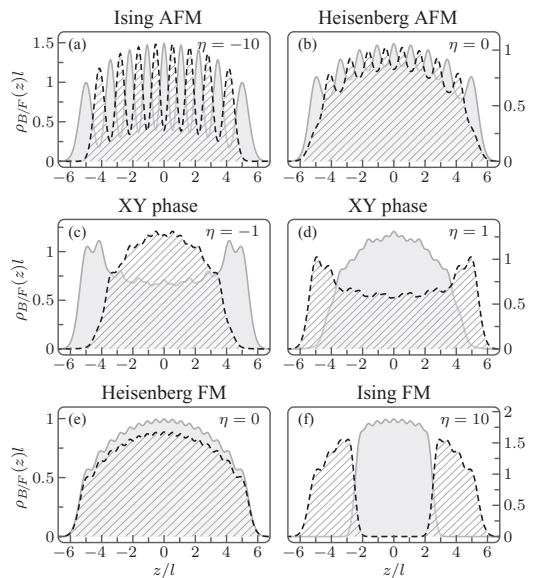 Ising AFM
Heisenberg AFM
(a)
η = −10
(b)
η = 0
ρB/F(z)l
1.5
1
0.5
0
1
0.5
0
−6 −4 −2 0 2 4 6
−6 −4 −2 0 2 4 6
z/l
z/l
XY phase
XY phase
(c)
η = −1
(d)
η = 1
ρB/F(z)l
1
0.5
0
1
0.5
0
−6 −4 −2 0 2 4 6
−6 −4 −2 0 2 4 6
Heisenberg FM
Ising FM
(e)
η = 0
(f)
η = 10
ρB/F(z)l
1
0.5
0
2
1.5
1
0.5
0
−6 −4 −2 0 2 4 6
−6 −4 −2 0 2 4 6
z/l
z/l